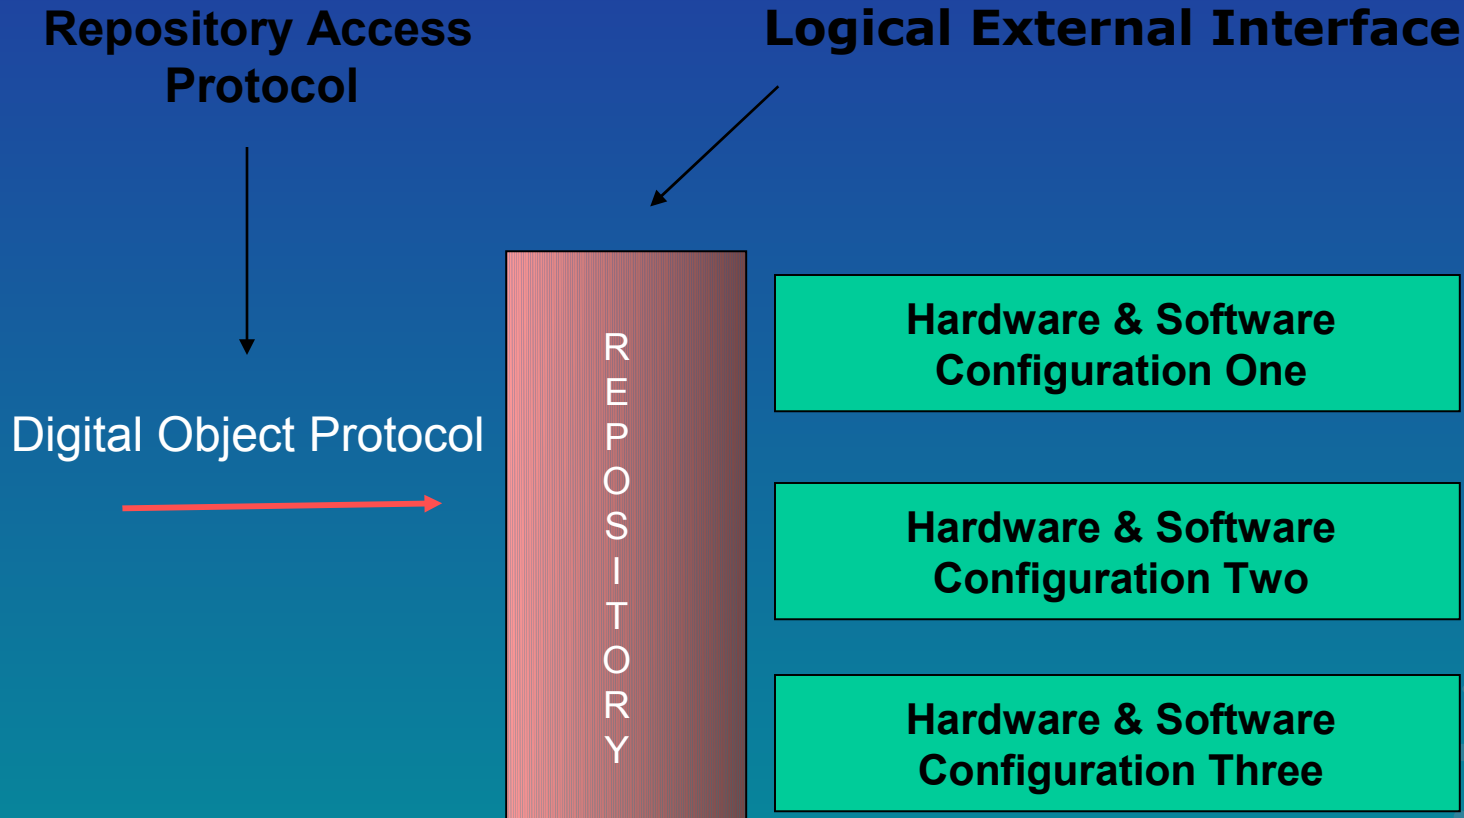 Repository Access
Protocol
Logical External Interface
Digital Object Protocol
R
E
P
O
S
I
T
O
R
Y
Hardware & Software
Configuration One
Hardware & Software
Configuration Two
Hardware & Software
Configuration Three